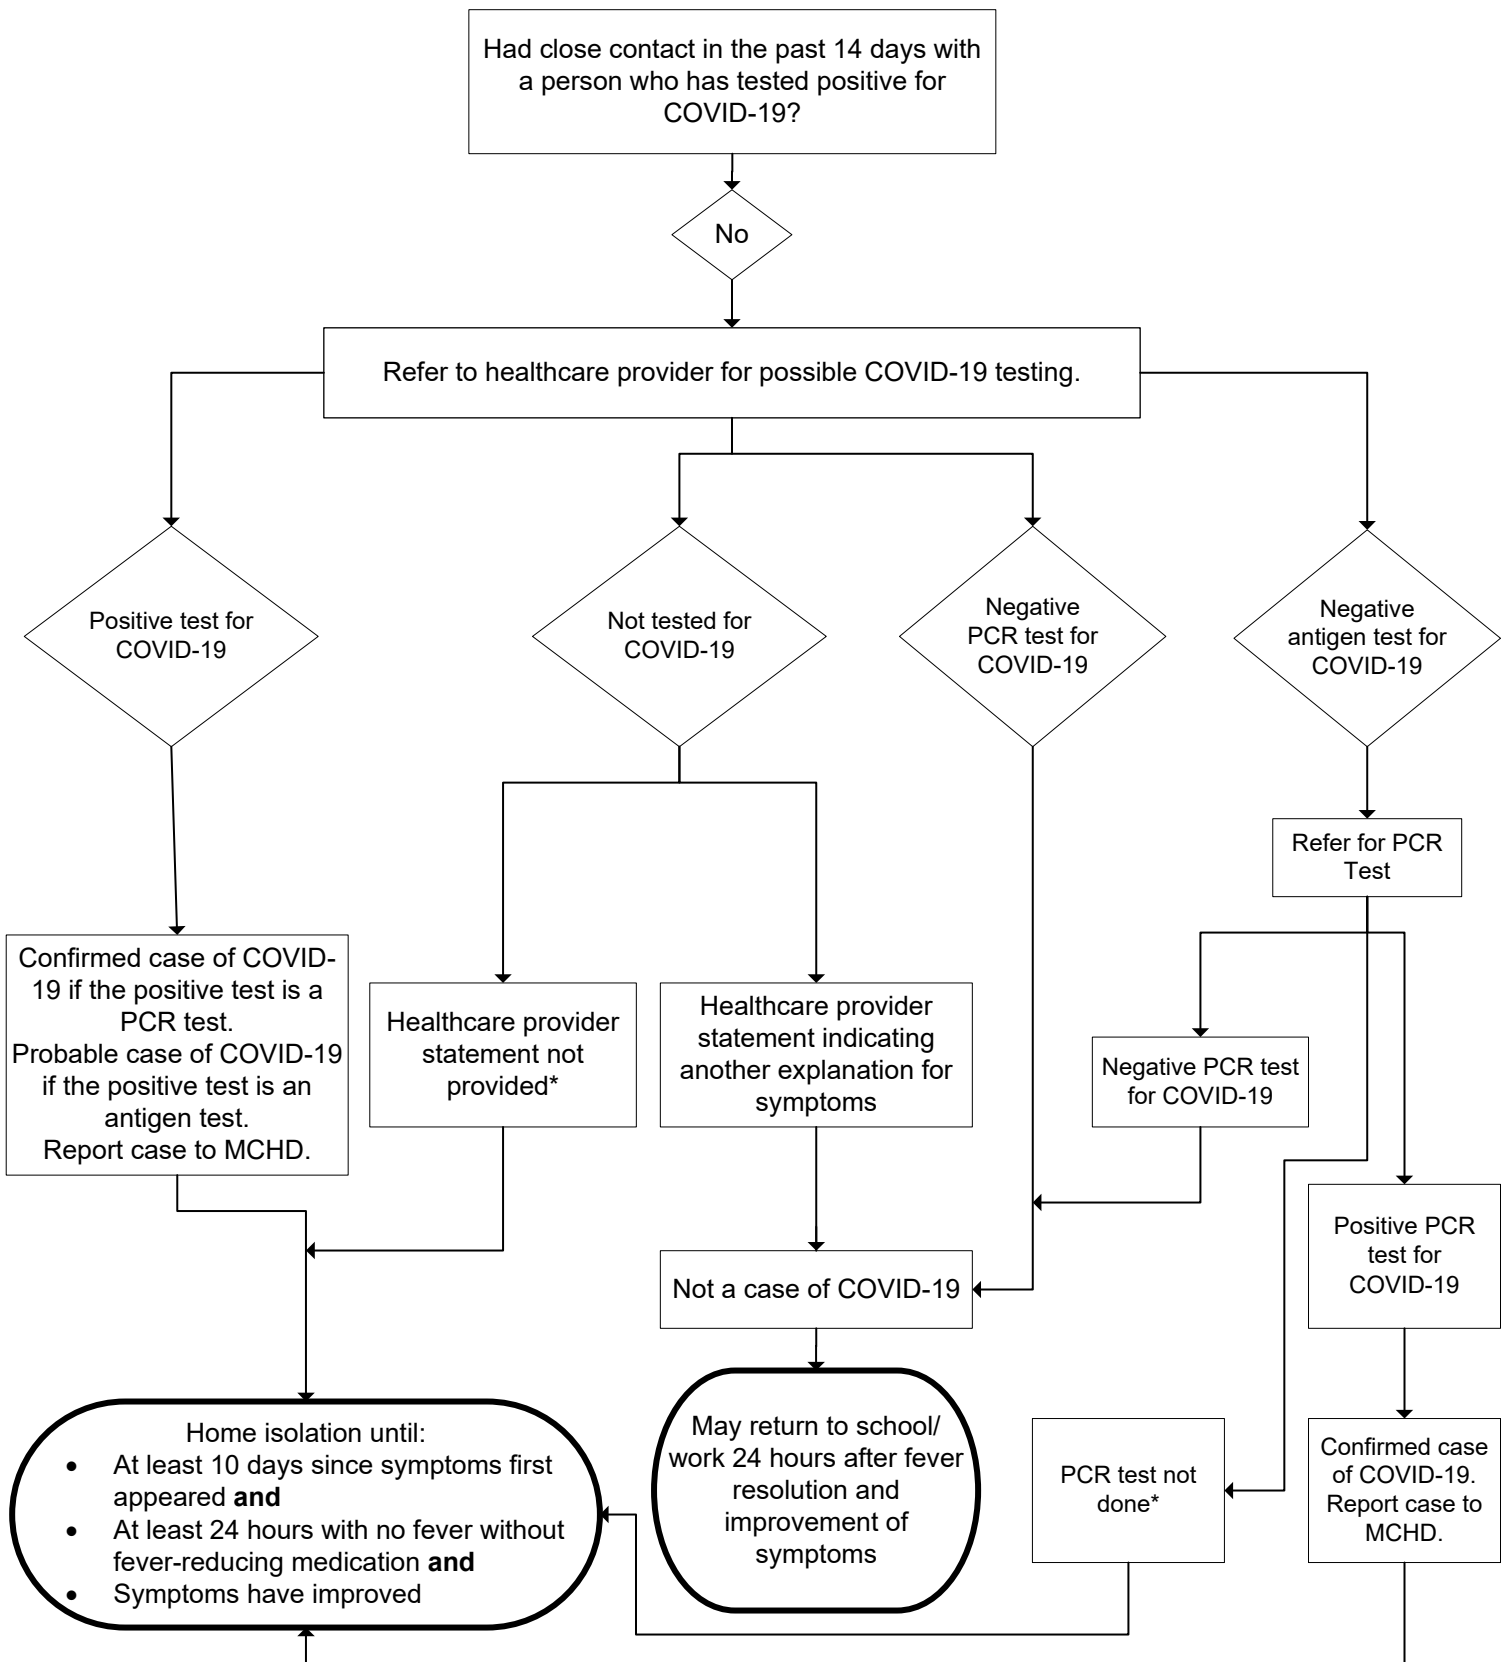 Had close contact in the past 14 days with
a person who has tested positive for
COVID-19?
No
Refer to healthcare provider for possible COVID-19 testing.
Positive test for
COVID-19
Not tested for
COVID-19
Negative
PCR test for
COVID-19
Negative
antigen test for
COVID-19
Refer for PCR
Test
Confirmed case of COVID-
19 if the positive test is a
PCR test.
Probable case of COVID-19
if the positive test is an
antigen test.
Report case to MCHD.
Healthcare provider
statement not
provided*
Healthcare provider
statement indicating
another explanation for
symptoms
Negative PCR test
for COVID-19
Positive PCR
test for
COVID-19
Not a case of COVID-19
Home isolation until:
• At least 10 days since symptoms first
appeared and
• At least 24 hours with no fever without
fever-reducing medication and
• Symptoms have improved
May return to school/
work 24 hours after fever
resolution and
improvement of
symptoms
PCR test not
done*
Confirmed case
of COVID-19.
Report case to
MCHD.